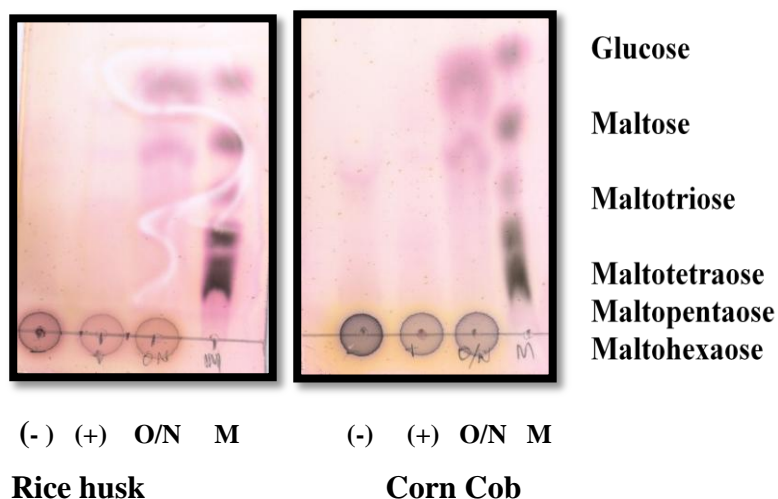 Glucose
Maltose
Maltotriose
Maltotetraose
Maltopentaose
Maltohexaose
+ O/N M
+ O/N M
(-) (+) O/N M
(-) (+) O/N M
Rice husk
Corn Cob